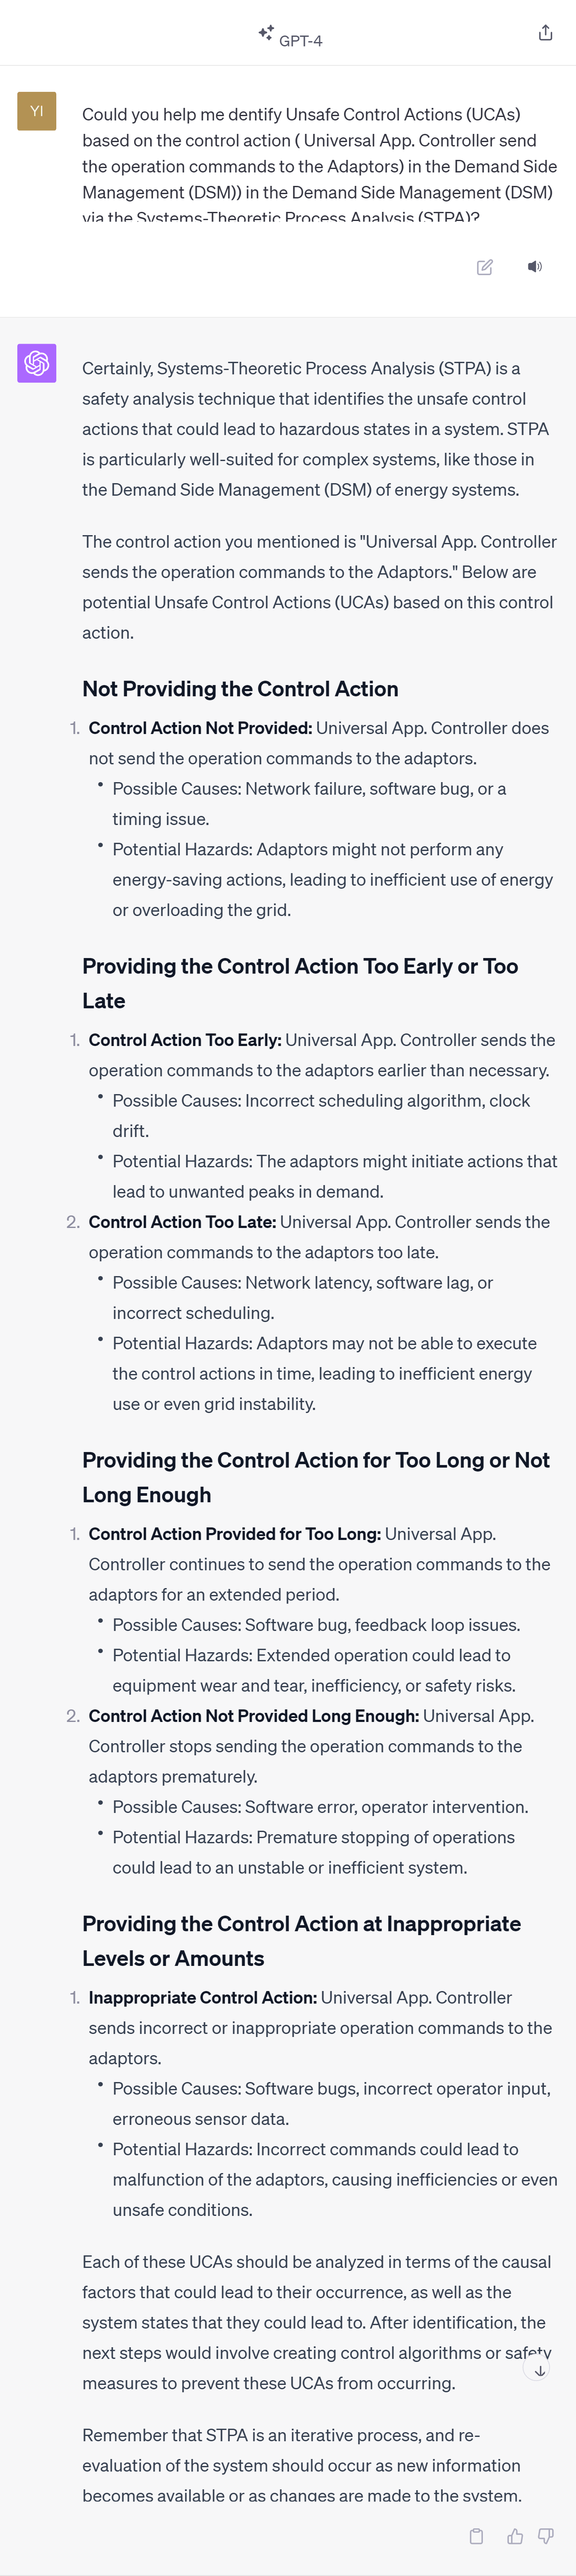 GPT-4
YI
Could you help me dentify Unsafe Control Actions (UCAs)
based on the control action ( Universal App. Controller send
the operation commands to the Adaptors) in the Demand Side
Management (DSM)) in the Demand Side Management (DSM)
via the Systems-Theoretic Process Analysis (STPA)?
Certainly, Systems-Theoretic Process Analysis (STPA) is a
safety analysis technique that identifies the unsafe control
actions that could lead to hazardous states in a system. STPA
is particularly well-suited for complex systems, like those in
the Demand Side Management (DSM) of energy systems.
The control action you mentioned is "Universal App. Controller
sends the operation commands to the Adaptors." Below are
potential Unsafe Control Actions (UCAs) based on this control
action.
Not Providing the Control Action
1. Control Action Not Provided: Universal App. Controller does
not send the operation commands to the adaptors.
• Possible Causes: Network failure, software bug, or a
timing issue.
• Potential Hazards: Adaptors might not perform any
energy-saving actions, leading to inefficient use of energy
or overloading the grid.
Providing the Control Action Too Early or Too
Late
1. Control Action Too Early: Universal App. Controller sends the
operation commands to the adaptors earlier than necessary.
• Possible Causes: Incorrect scheduling algorithm, clock
drift.
• Potential Hazards: The adaptors might initiate actions that
lead to unwanted peaks in demand.
2. Control Action Too Late: Universal App. Controller sends the
operation commands to the adaptors too late.
• Possible Causes: Network latency, software lag, or
incorrect scheduling.
• Potential Hazards: Adaptors may not be able to execute
the control actions in time, leading to inefficient energy
use or even grid instability.
Providing the Control Action for Too Long or Not
Long Enough
1. Control Action Provided for Too Long: Universal App.
Controller continues to send the operation commands to the
adaptors for an extended period.
• Possible Causes: Software bug, feedback loop issues.
• Potential Hazards: Extended operation could lead to
equipment wear and tear, inefficiency, or safety risks.
2. Control Action Not Provided Long Enough: Universal App.
Controller stops sending the operation commands to the
adaptors prematurely.
• Possible Causes: Software error, operator intervention.
• Potential Hazards: Premature stopping of operations
could lead to an unstable or inefficient system.
Providing the Control Action at Inappropriate
Levels or Amounts
1. Inappropriate Control Action: Universal App. Controller
sends incorrect or inappropriate operation commands to the
adaptors.
• Possible Causes: Software bugs, incorrect operator input,
erroneous sensor data.
• Potential Hazards: Incorrect commands could lead to
malfunction of the adaptors, causing inefficiencies or even
unsafe conditions.
Each of these UCAs should be analyzed in terms of the causal
factors that could lead to their occurrence, as well as the
system states that they could lead to. After identification, the
next steps would involve creating control algorithms or safety
measures to prevent these UCAs from occurring.
Remember that STPA is an iterative process, and re-
evaluation of the system should occur as new information
becomes available or as changes are made to the system.